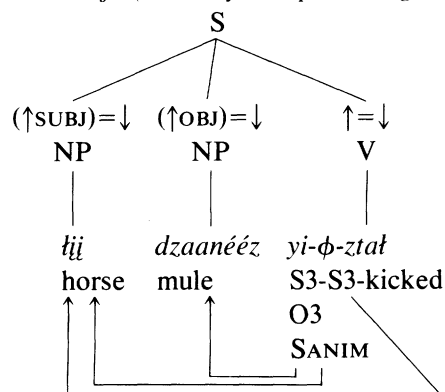 S
(↑SUBJ)=↓ (↑OBJ)=↓ ↑=↓
NP NP V
łįį dzaanééz yi-ϕ-ztał
horse mule S3-S3-kicked
O3
SANIM